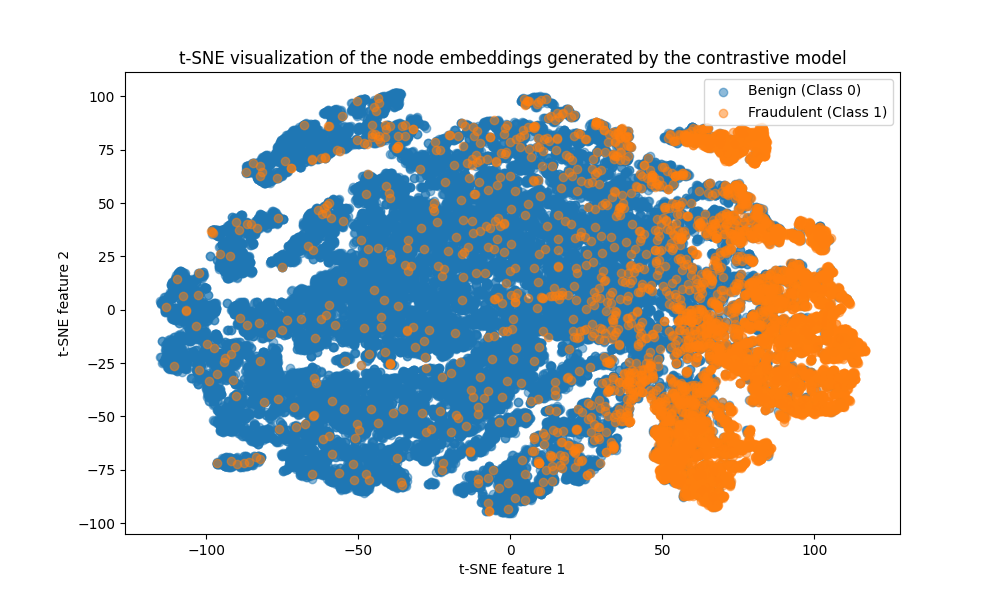 t-SNE visualization of the node embeddings generated by the contrastive model
Benign (Class 0)
Fraudulent (Class 1)
100
75
50
25
0
−25
−50
−75
−100
t-SNE feature 2
−100
−50
0
50
100
t-SNE feature 1